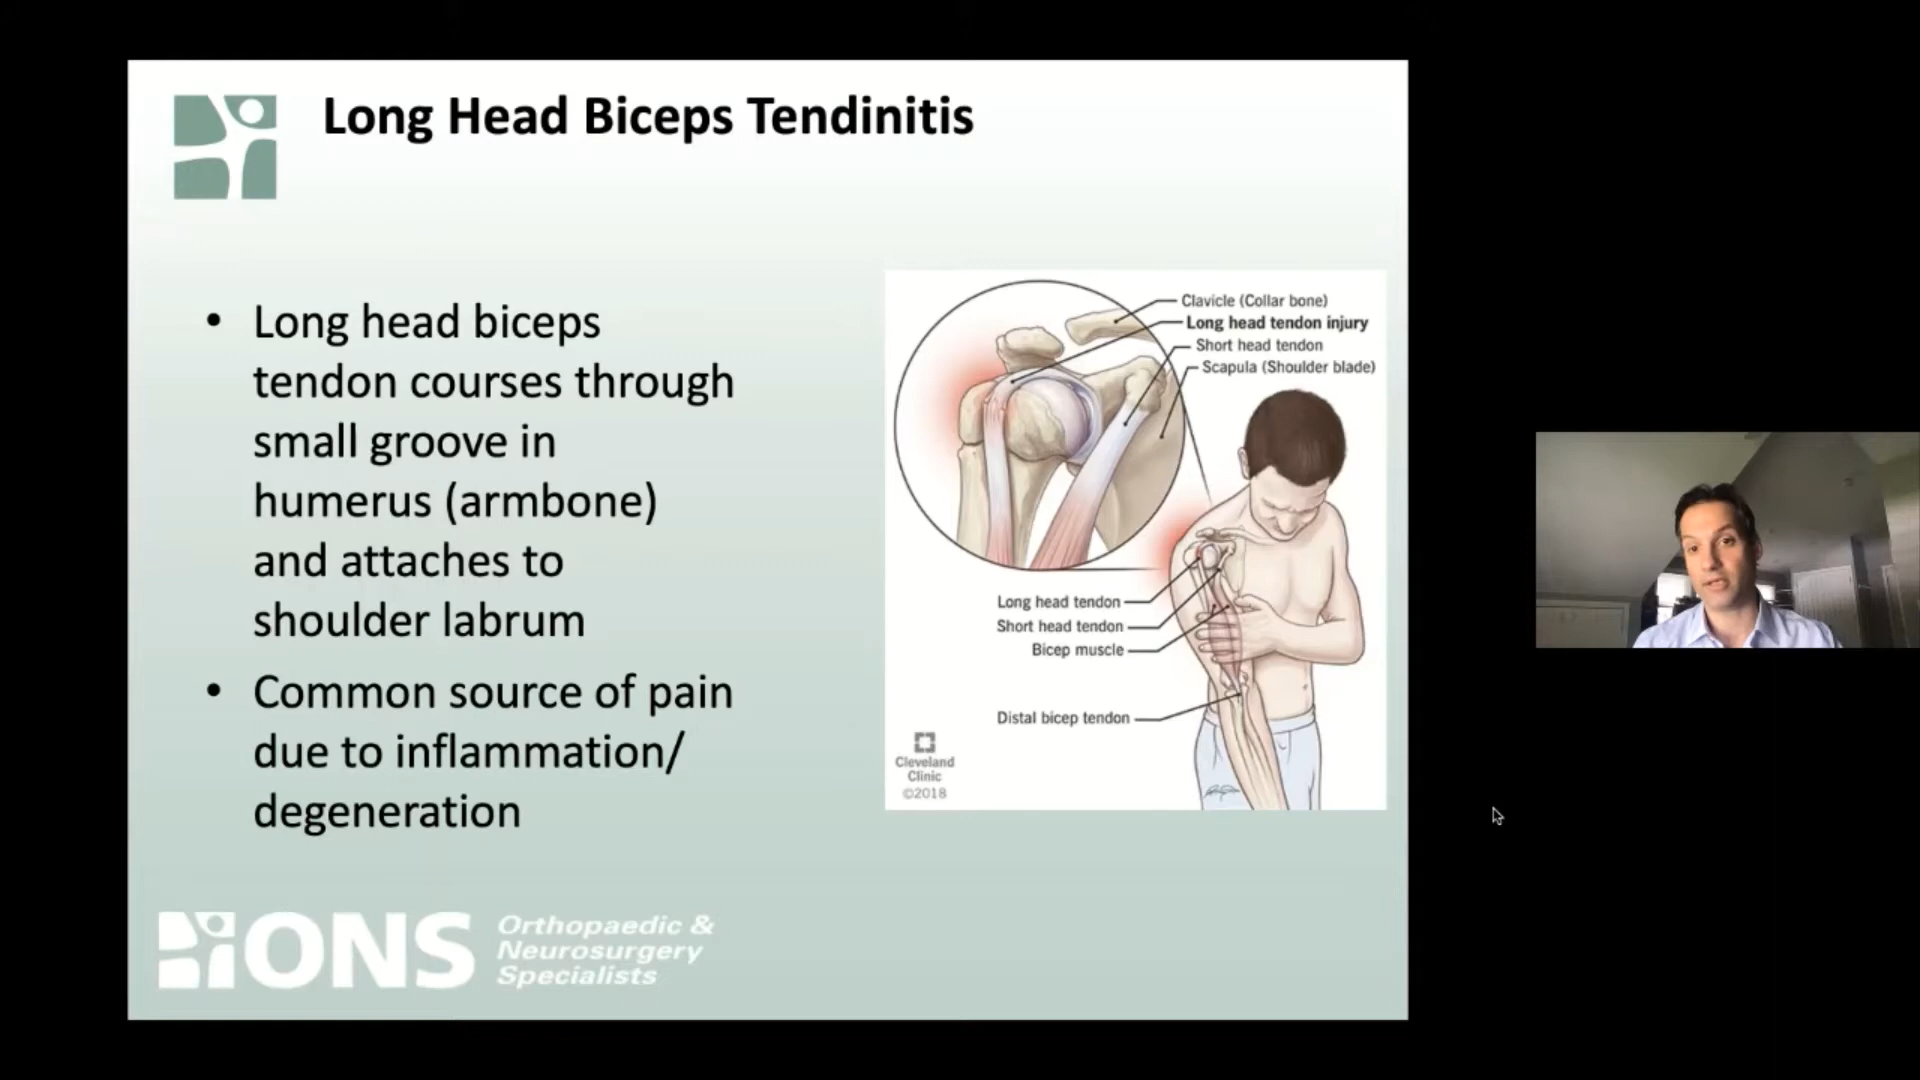 Long Head Biceps Tendinitis
• Long head biceps
tendon courses through
small groove in
humerus (armbone)
and attaches to
shoulder labrum
• Common source of pain
due to inflammation/
degeneration
Clavicle (Collar bone)
Long head tendon injury
Short head tendon
Scapula (Shoulder blade)
Long head tendon
Short head tendon
Bicep muscle
Distal bicep tendon
Cleveland
Clinic
©2018
ONS
Orthopaedic &
Neurosurgery
Specialists